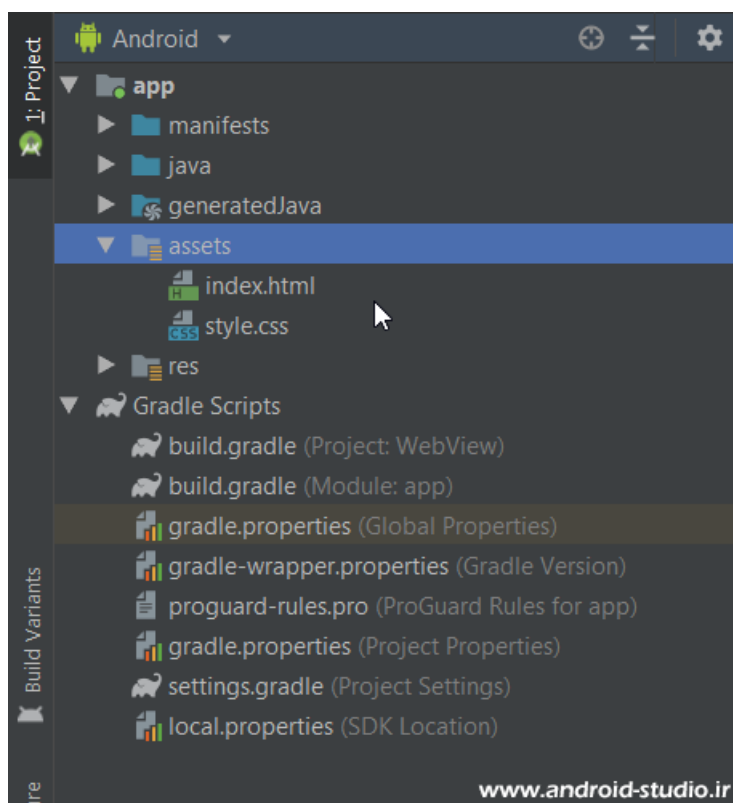 Android
1: Project
app
manifests
java
generatedJava
assets
index.html
H
style.css
CSS
res
Gradle Scripts
build.gradle (Project: WebView)
build.gradle (Module: app)
gradle.properties (Global Properties)
gradle-wrapper.properties (Gradle Version)
proguard-rules.pro (ProGuard Rules for app)
gradle.properties (Project Properties)
settings.gradle (Project Settings)
local.properties (SDK Location)
Build Variants
www.android-studio.ir